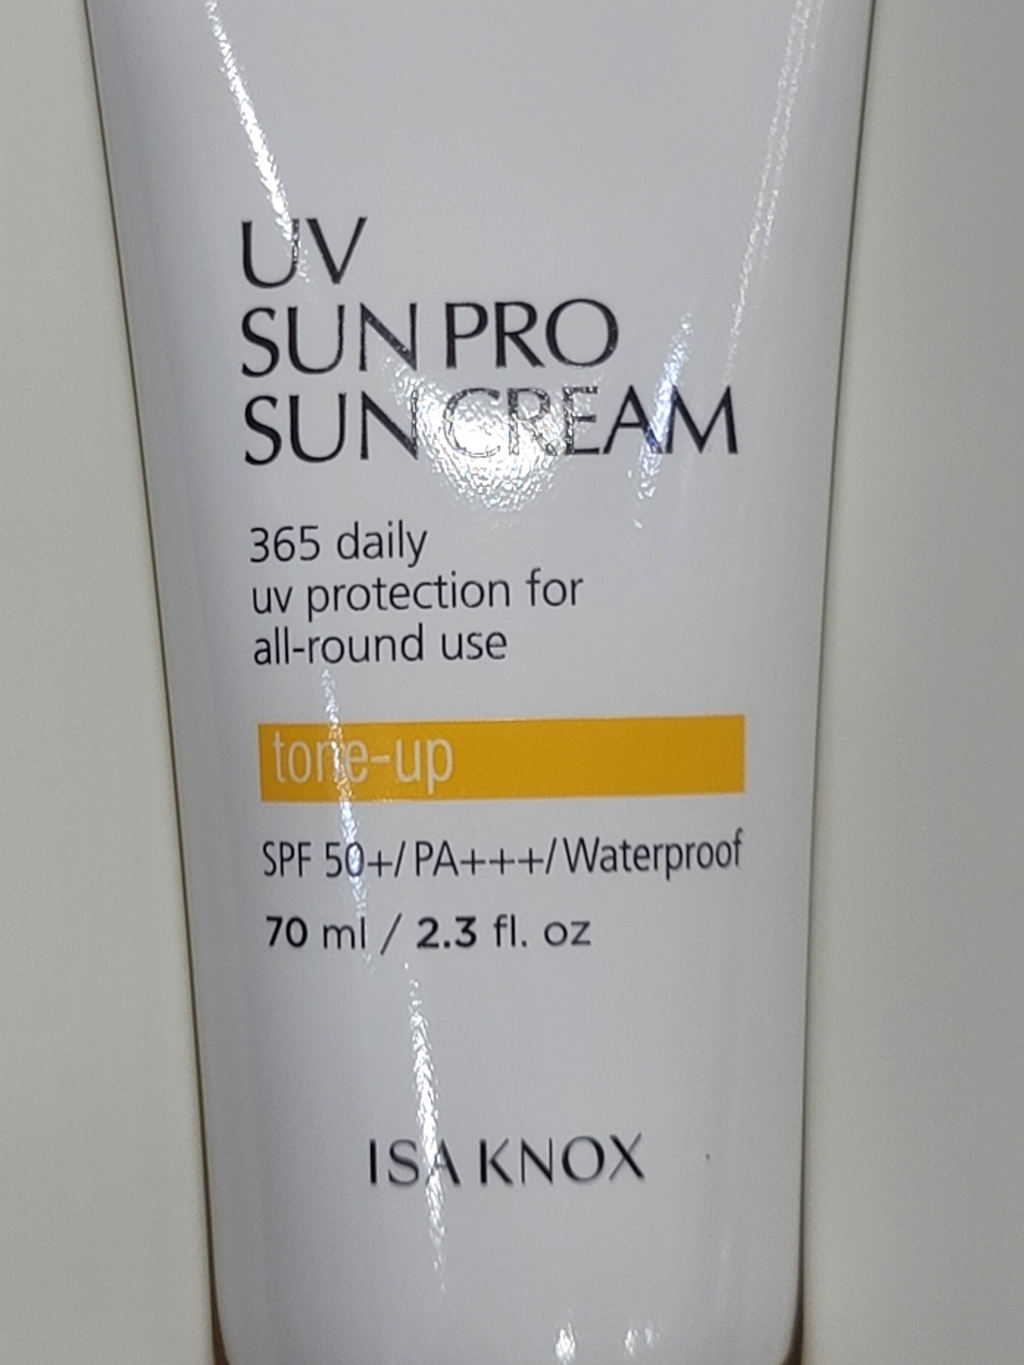 UV
SUN PRO
SUN CREAM
365 daily
uv protection for
all-round use
tone-up
SPF 50+/PA+++/Waterproof
70 ml / 2.3 fl. oz
ISA KNOX